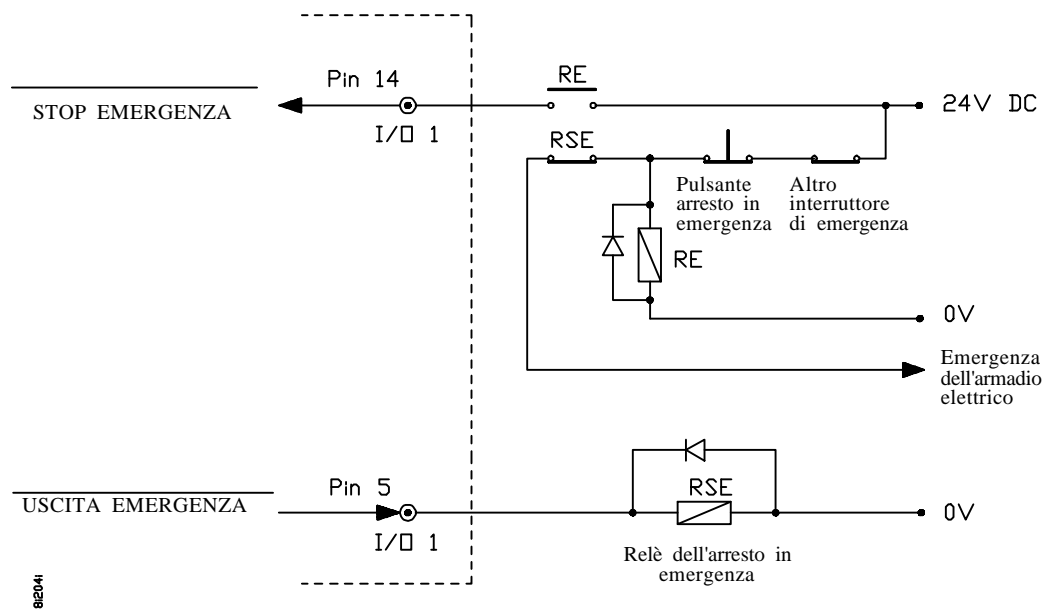 Pin 14
RE
24V DC
STOP EMERGENZA
I/O 1
RSE
Pulsante
arresto in
emergenza
Altro
interruttore
di emergenza
RE
0V
Emergenza
dell'armadio
elettrico
Pin 5
RSE
USCITA EMERGENZA
0V
I/O 1
Relè dell'arresto in
emergenza
812041